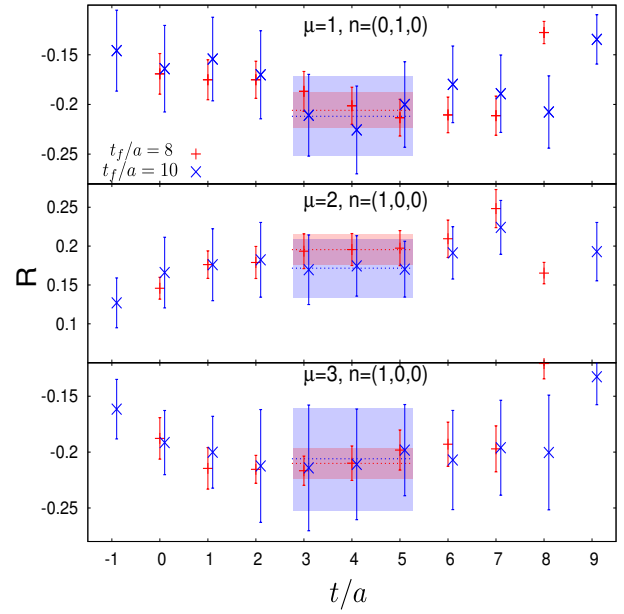 μ=1, n=(0,1,0)
-0.15
-0.2
-0.25
t_f/a = 8
t_f/a = 10
μ=2, n=(1,0,0)
0.25
0.2
0.15
0.1
R
μ=3, n=(1,0,0)
-0.15
-0.2
-0.25
-1 0 1 2 3 4 5 6 7 8 9
t/a